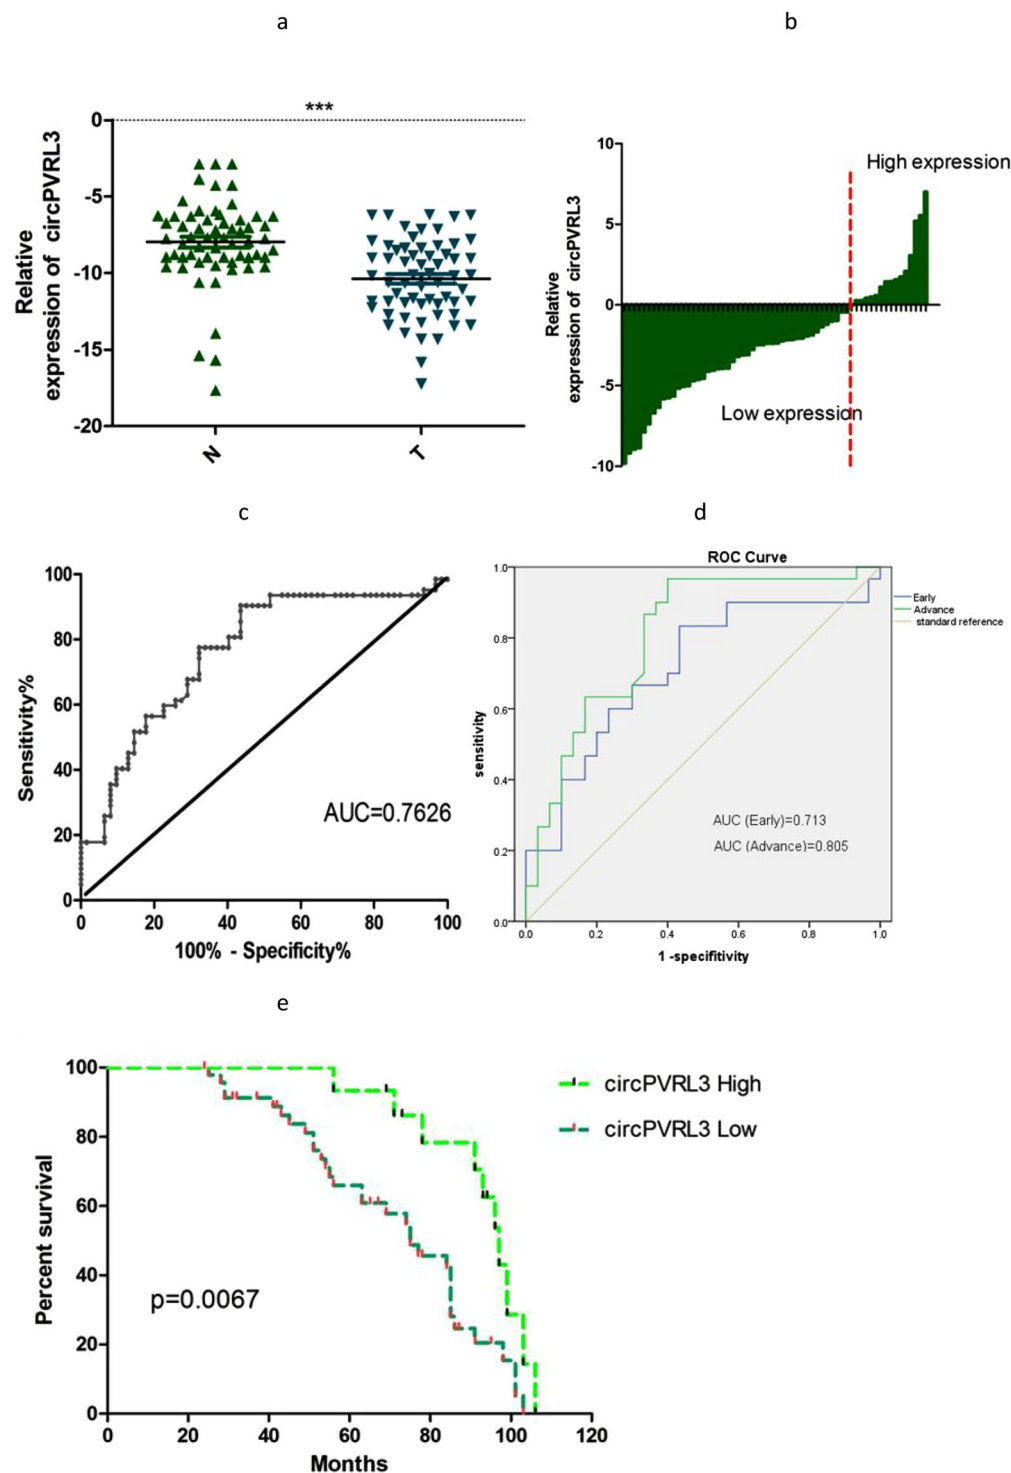 a
***
Relative
expression of circPVRL3
0
-5
-10
-15
-20
N
T
b
Relative
expression of circPVRL3
10
5
0
-5
-10
High expression
Low expression
c
Sensitivity%
100
80
60
40
20
0
0 20 40 60 80 100
100% - Specificity%
AUC=0.7626
d
ROC Curve
sensitivity
1.0
0.8
0.6
0.4
0.2
0.0
0.0 0.2 0.4 0.6 0.8 1.0
1 -specifitivity
Early
Advance
standard reference
AUC (Early)=0.713
AUC (Advance)=0.805
e
Percent survival
100
80
60
40
20
0
0 20 40 60 80 100 120
Months
p=0.0067
circPVRL3 High
circPVRL3 Low